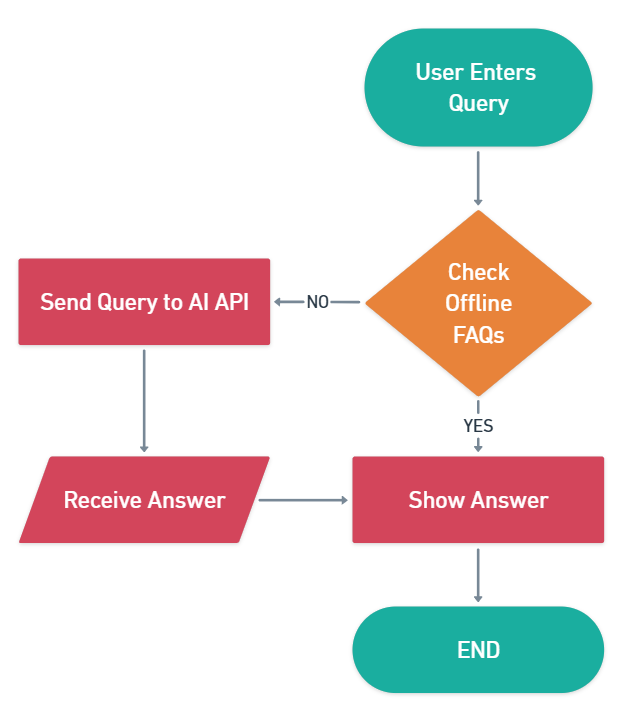 User Enters
Query
Check
Offline
FAQs
NO
Send Query to AI API
YES
Receive Answer
Show Answer
END